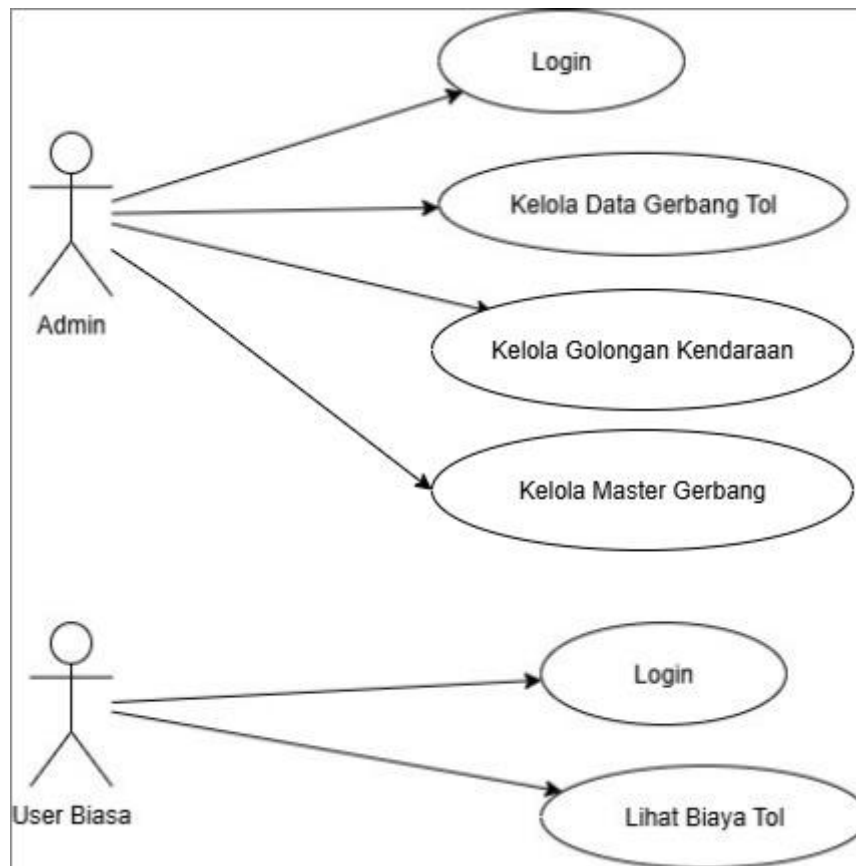 Login
Kelola Data Gerbang Tol
Admin
Kelola Golongan Kendaraan
Kelola Master Gerbang
Login
User Biasa
Lihat Biaya Tol